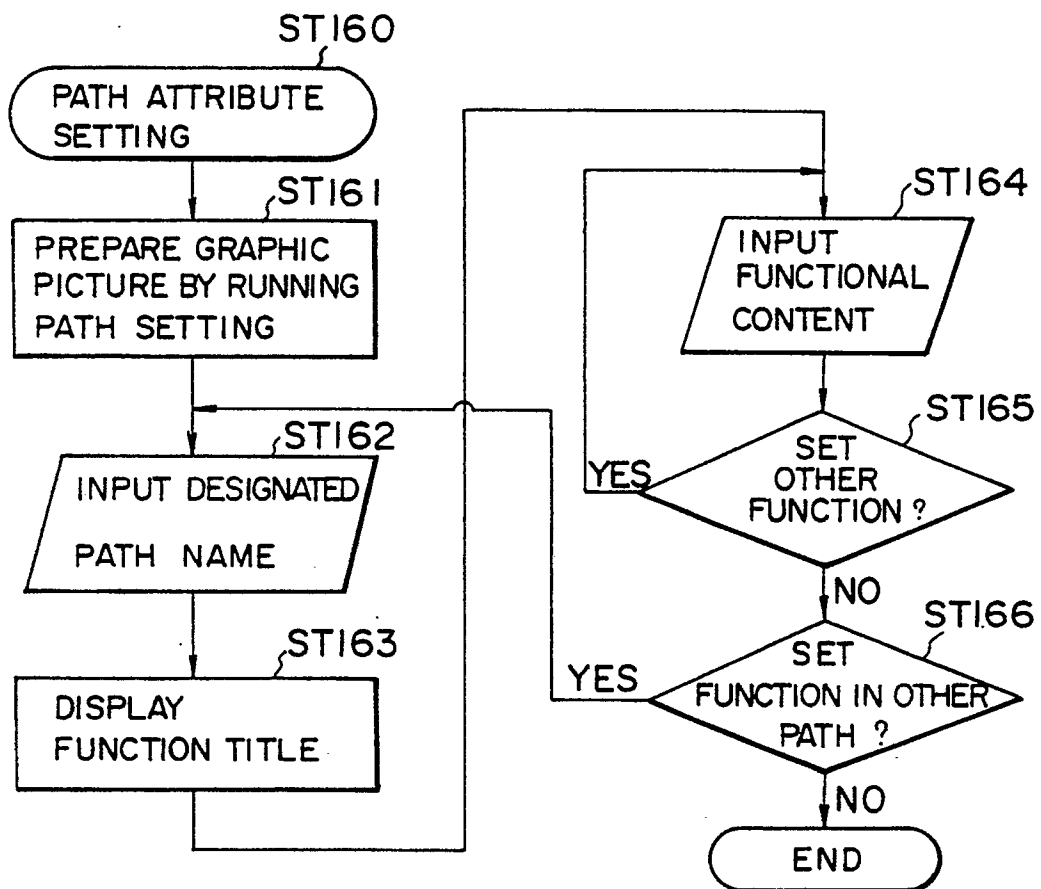 ST160
PATH ATTRIBUTE
SETTING
ST161
PREPARE GRAPHIC
PICTURE BY RUNNING
PATH SETTING
ST162
INPUT DESIGNATED
PATH NAME
ST163
DISPLAY
FUNCTION TITLE
ST164
INPUT
FUNCTIONAL
CONTENT
ST165
SET
OTHER
FUNCTION ?
YES
NO
ST166
SET
FUNCTION IN OTHER
PATH ?
YES
NO
END